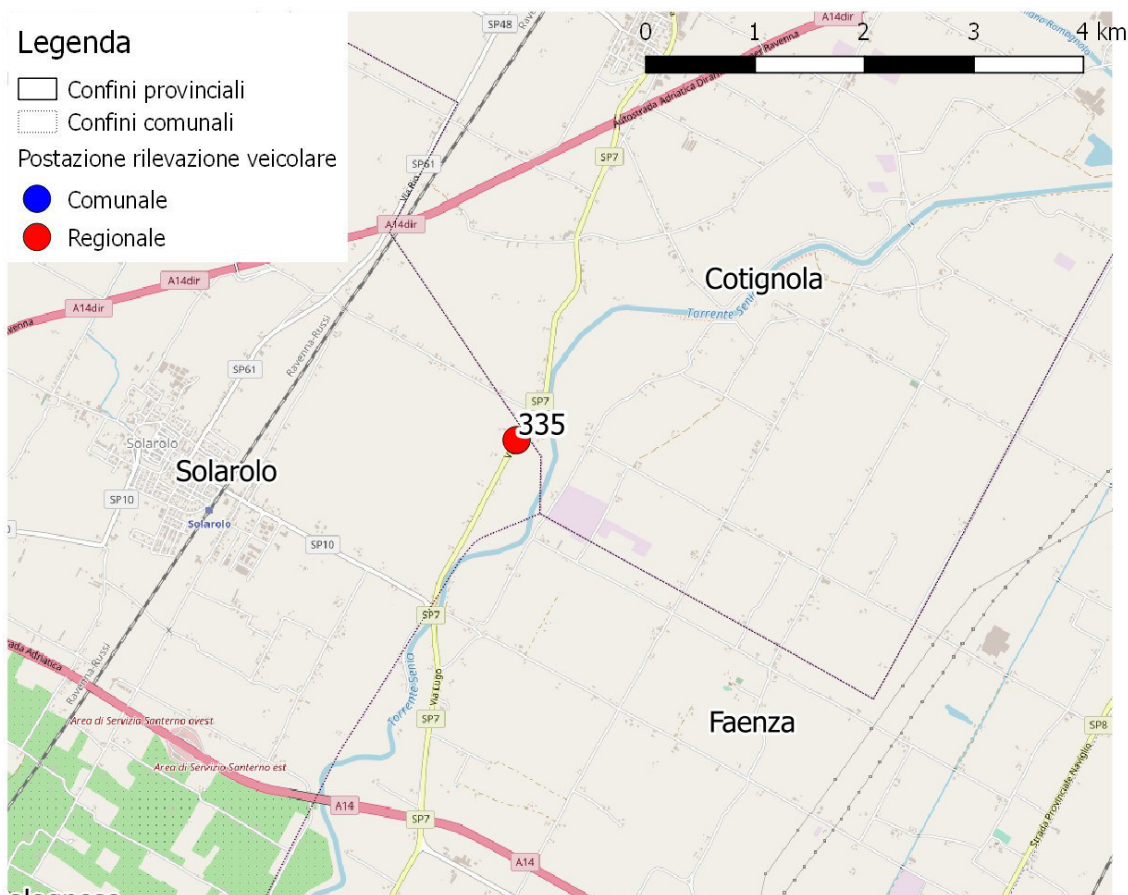 Legenda
Confini provinciali
Confini comunali
Postazione rilevazione veicolare
Comunale
Regionale
0 1 2 3 4 km
SP48
A14dir
Autostrada Adriatica
Ravenna
SP7
SP61
Via Rio
A14dir
A14dir
A14dir
Cotignola
Torrente Senio
Ravenna-Russi
SP61
SP7
335
Solarolo
Solarolo
SP10
Solarolo
SP10
SP7
Ravenna-Russi
Torrente Senio
Via Lugo
SP7
Faenza
SP8
Strada Provinciale Naviglio
Area di Servizio Santerno ovest
Area di Servizio Santerno est
A14
SP7
A14